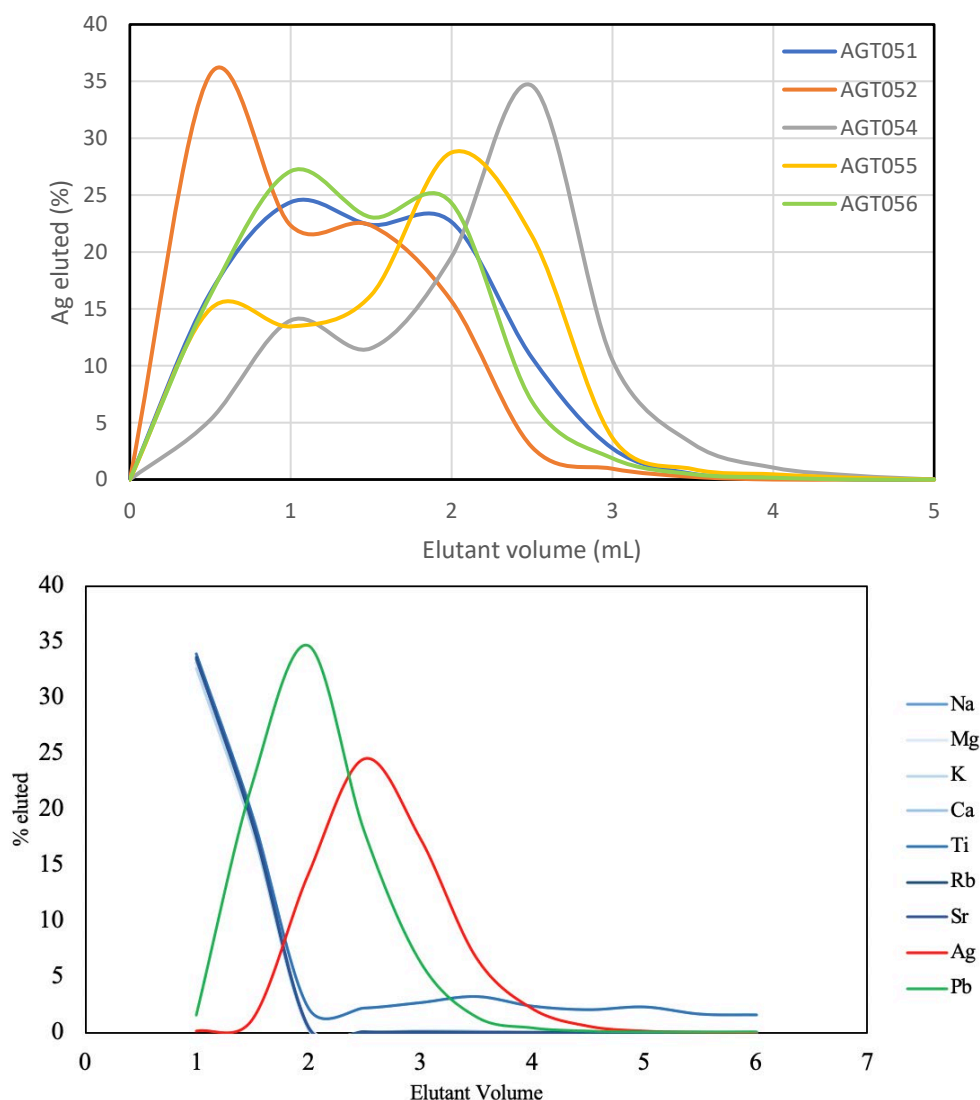 40
35
30
25
20
15
10
5
0
Ag eluted (%)
0 1 2 3 4 5
Elutant volume (mL)
AGT051
AGT052
AGT054
AGT055
AGT056
40
35
30
25
20
15
10
5
0
% eluted
0 1 2 3 4 5 6 7
Elutant Volume
Na
Mg
K
Ca
Ti
Rb
Sr
Ag
Pb